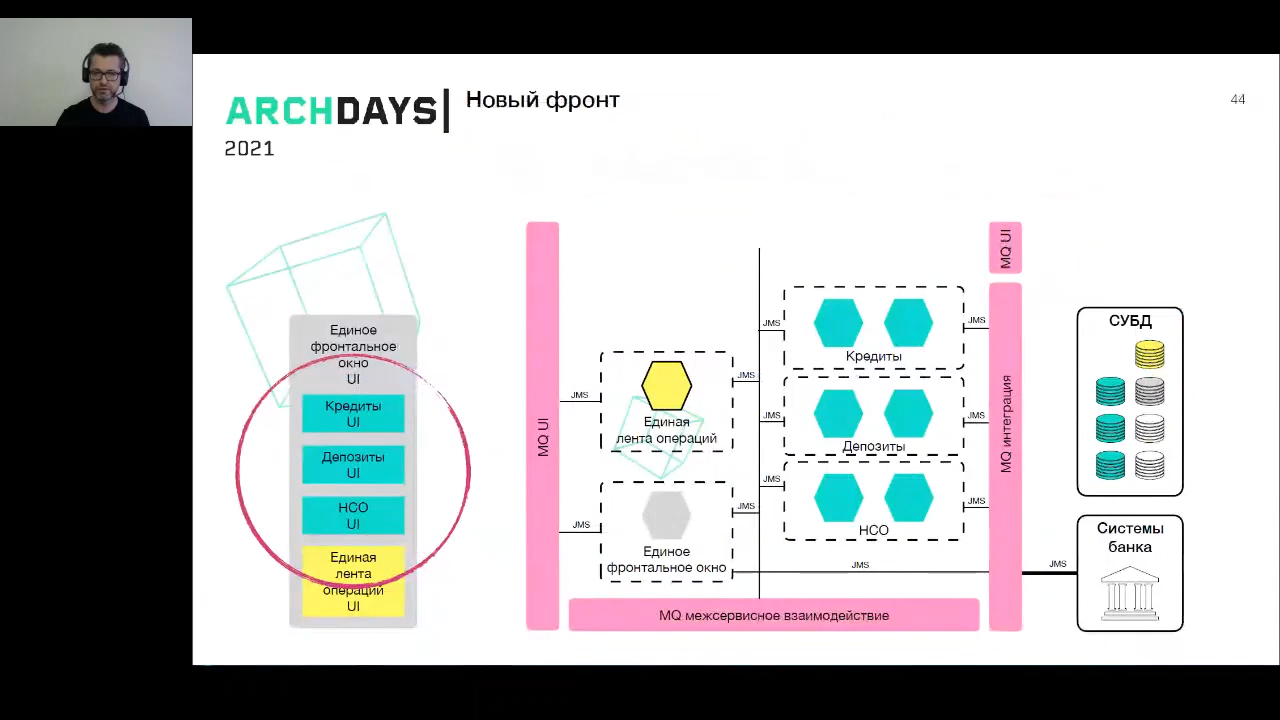 ARCHDAYS
2021
Новый фронт
44
Единое
фронтальное
окно
UI
Кредиты
UI
Депозиты
UI
НСО
UI
Единая
лента
операций
UI
MQ UI
JMS
JMS
Единая
лента операций
Единое
фронтальное окно
JMS
JMS
JMS
JMS
JMS
JMS
Кредиты
Депозиты
НСО
JMS
JMS
JMS
MQ UI
MQ интеграция
MQ межсервисное взаимодействие
JMS
СУБД
Системы
банка